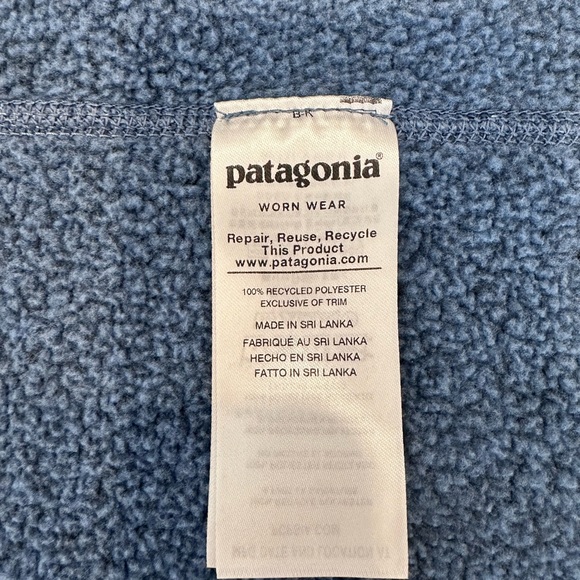 B-K
patagonia®
WORN WEAR
Repair, Reuse, Recycle
This Product
www.patagonia.com
100% RECYCLED POLYESTER
EXCLUSIVE OF TRIM
MADE IN SRI LANKA
FABRIQUÉ AU SRI LANKA
HECHO EN SRI LANKA
FATTO IN SRI LANKA